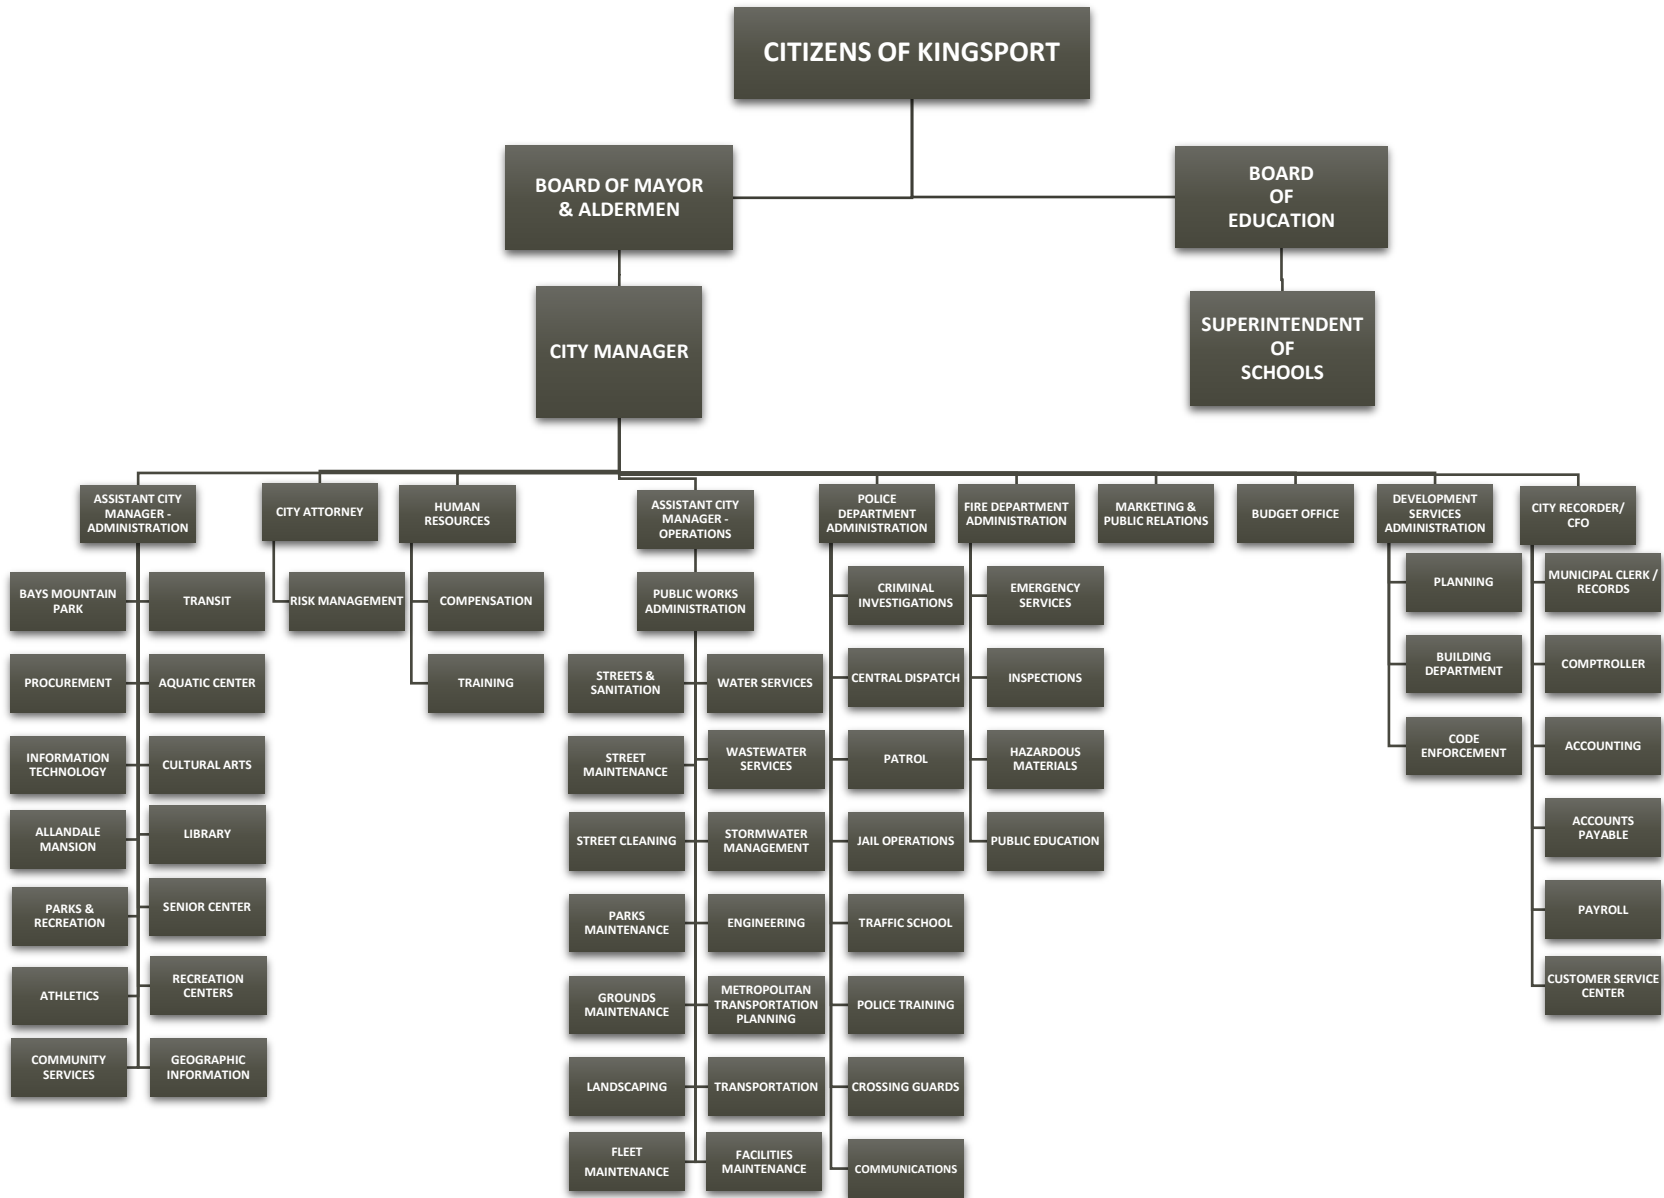 CITIZENS OF KINGSPORT
BOARD OF MAYOR
& ALDERMEN
BOARD
OF
EDUCATION
CITY MANAGER
SUPERINTENDENT
OF
SCHOOLS
ASSISTANT CITY
MANAGER -
ADMINISTRATION
CITY ATTORNEY
HUMAN
RESOURCES
ASSISTANT CITY
MANAGER -
OPERATIONS
POLICE
DEPARTMENT
ADMINISTRATION
FIRE DEPARTMENT
ADMINISTRATION
MARKETING &
PUBLIC RELATIONS
BUDGET OFFICE
DEVELOPMENT
SERVICES
ADMINISTRATION
CITY RECORDER/
CFO
BAYS MOUNTAIN
PARK
TRANSIT
PROCUREMENT
AQUATIC CENTER
INFORMATION
TECHNOLOGY
CULTURAL ARTS
ALLANDALE
MANSION
LIBRARY
PARKS &
RECREATION
SENIOR CENTER
ATHLETICS
RECREATION
CENTERS
COMMUNITY
SERVICES
GEOGRAPHIC
INFORMATION
RISK MANAGEMENT
COMPENSATION
TRAINING
PUBLIC WORKS
ADMINISTRATION
STREETS &
SANITATION
WATER SERVICES
STREET
MAINTENANCE
WASTEWATER
SERVICES
STREET CLEANING
STORMWATER
MANAGEMENT
PARKS
MAINTENANCE
ENGINEERING
GROUNDS
MAINTENANCE
METROPOLITAN
TRANSPORTATION
PLANNING
LANDSCAPING
TRANSPORTATION
FLEET
MAINTENANCE
FACILITIES
MAINTENANCE
CRIMINAL
INVESTIGATIONS
CENTRAL DISPATCH
PATROL
JAIL OPERATIONS
TRAFFIC SCHOOL
POLICE TRAINING
CROSSING GUARDS
COMMUNICATIONS
EMERGENCY
SERVICES
INSPECTIONS
HAZARDOUS
MATERIALS
PUBLIC EDUCATION
PLANNING
BUILDING
DEPARTMENT
CODE
ENFORCEMENT
MUNICIPAL CLERK /
RECORDS
COMPTROLLER
ACCOUNTING
ACCOUNTS
PAYABLE
PAYROLL
CUSTOMER SERVICE
CENTER